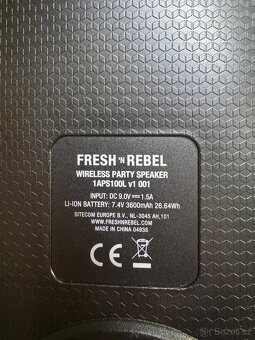 FRESH 'N REBEL
WIRELESS PARTY SPEAKER
1APS100L v1 001
INPUT: DC 9.0V ⎓ 1.5A
LI-ION BATTERY: 7.4V 3600mAh 26.64Wh
SITECOM EUROPE B.V., NL-3045 AH,101
WWW.FRESHNREBEL.COM
MADE IN CHINA 04938
CE